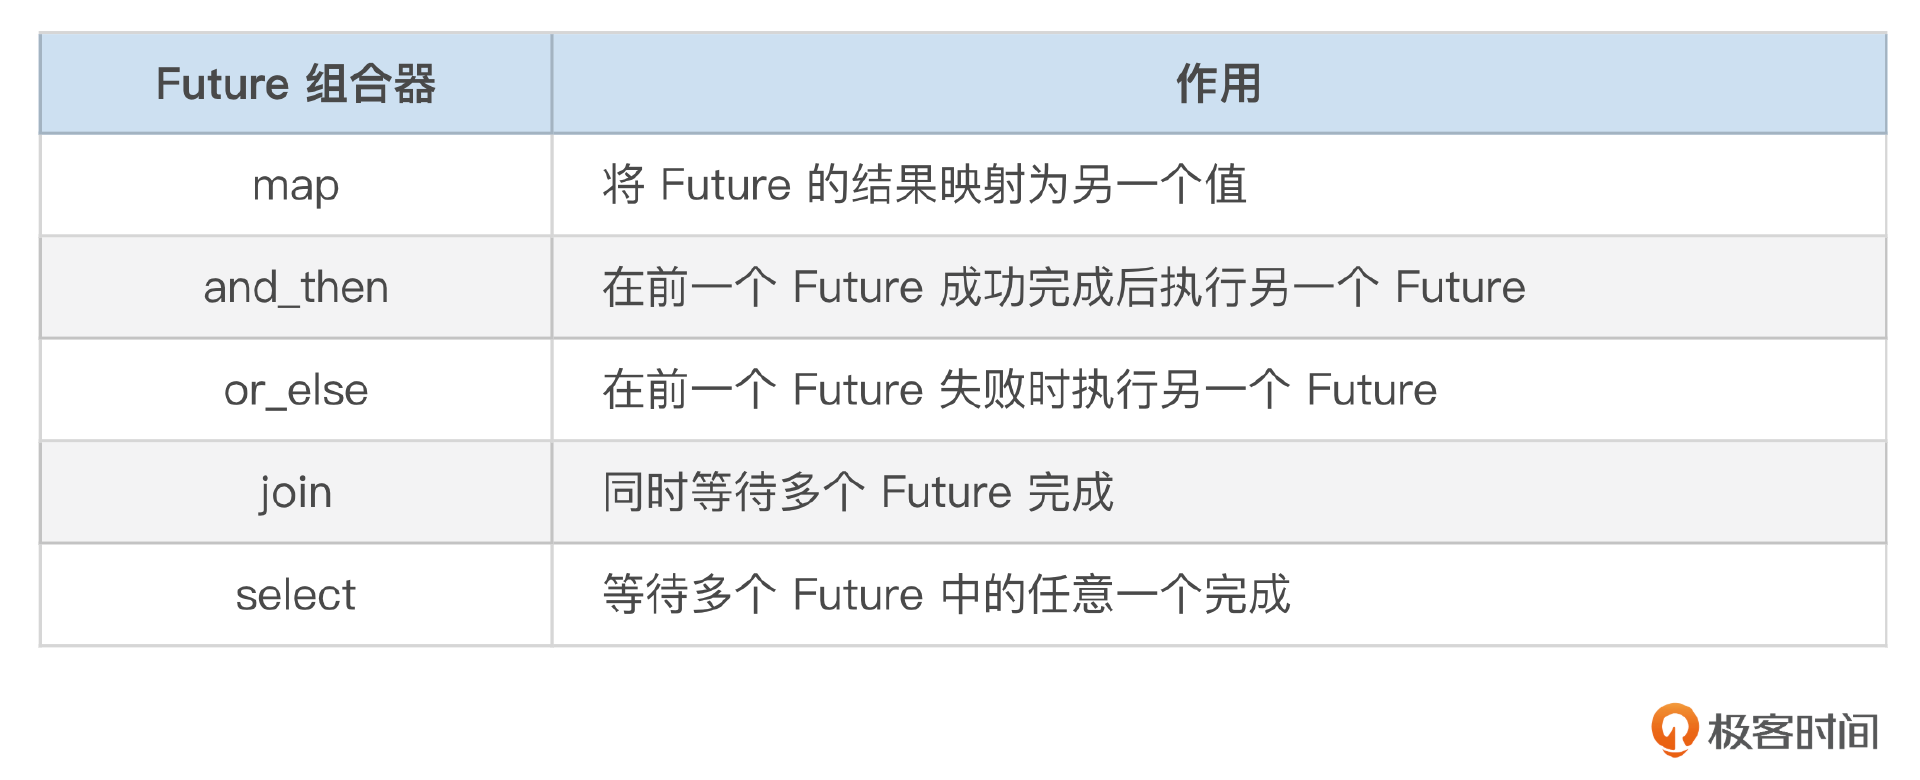 Future 组合器 作用
map 将 Future 的结果映射为另一个值
and_then 在前一个 Future 成功完成后执行另一个 Future
or_else 在前一个 Future 失败时执行另一个 Future
join 同时等待多个 Future 完成
select 等待多个 Future 中的任意一个完成
极客时间